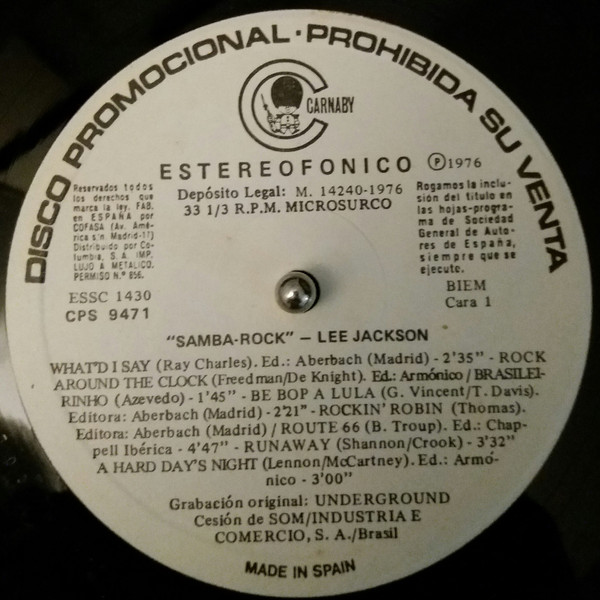 DISCO PROMOCIONAL · PROHIBIDA SU VENTA
CARNABY
ESTEREOFONICO Ⓟ 1976
Depósito Legal: M. 14240-1976
33 1/3 R.P.M. MICROSURCO
Reservados todos
los derechos que
marca la ley. FAB.
en ESPAÑA por
COFASA (Av. Amé-
rica s/n. Madrid-17)
Distribuido por Co-
lumbia, S. A. IMP.
LUJO A METALICO.
PERMISO N.º 856.
ESSC 1430
CPS 9471
Rogamos la inclu-
sión del título en
las hojas-progra-
ma de Sociedad
General de Auto-
res de España,
siempre que se
ejecute.
BIEM
Cara 1
"SAMBA-ROCK" – LEE JACKSON
WHAT'D I SAY (Ray Charles). Ed.: Aberbach (Madrid) - 2'35" - ROCK
AROUND THE CLOCK (Freedman/De Knight). Ed.: Armónico / BRASILEI-
RINHO (Azevedo) - 1'45" - BE BOP A LULA (G. Vincent/T. Davis).
Editora: Aberbach (Madrid) - 2'21" - ROCKIN' ROBIN (Thomas).
Editora: Aberbach (Madrid) / ROUTE 66 (B. Troup). Ed.: Chap-
pell Ibérica - 4'47" - RUNAWAY (Shannon/Crook) - 3'32"
A HARD DAY'S NIGHT (Lennon/McCartney). Ed.: Armó-
nico - 3'00"
Grabación original: UNDERGROUND
Cesión de SOM/INDUSTRIA E
COMERCIO, S. A./Brasil
MADE IN SPAIN